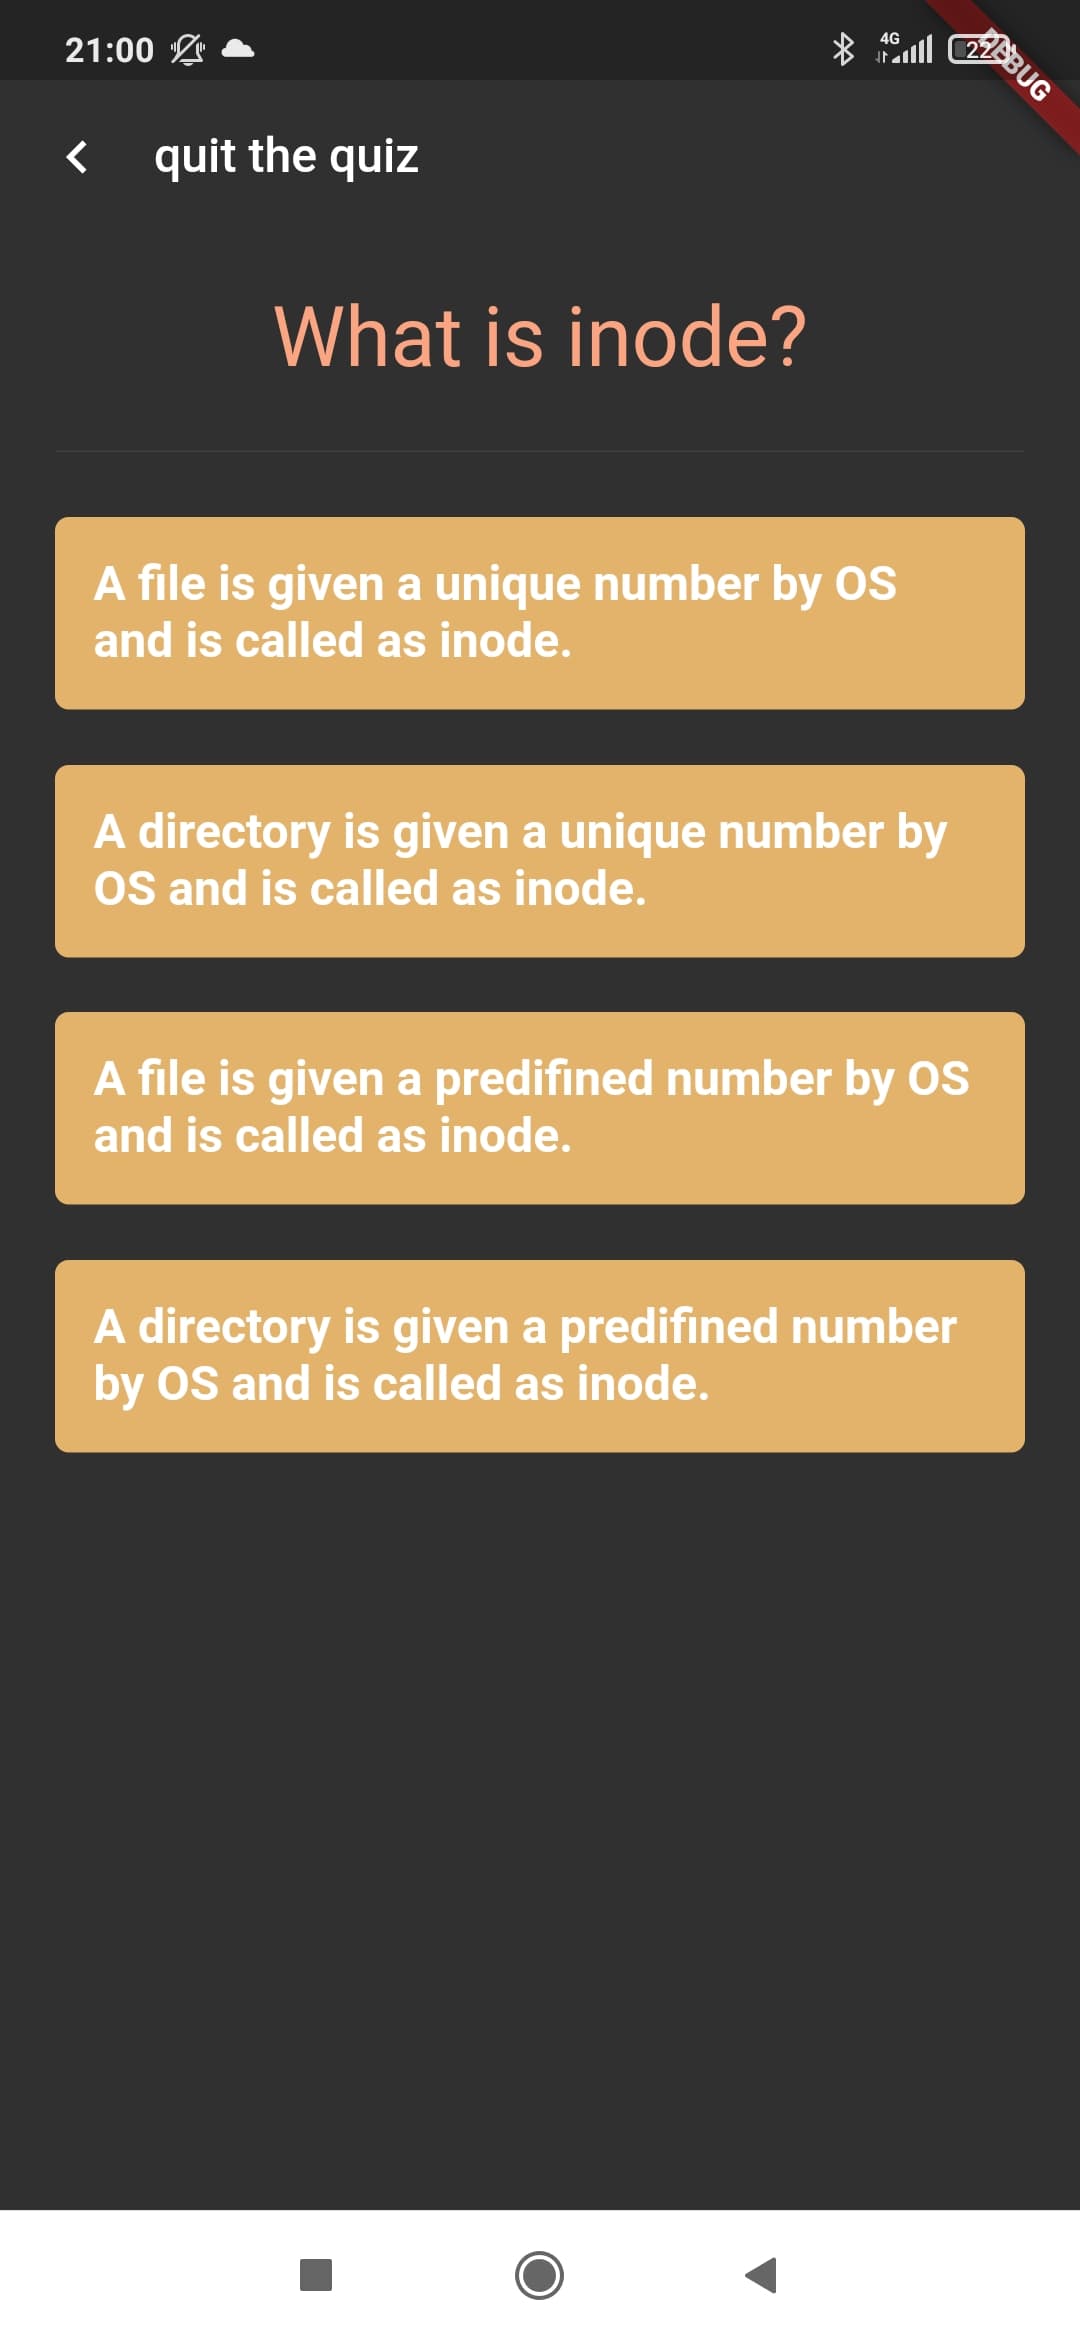 21:00
4G
22
DEBUG
quit the quiz
What is inode?
A file is given a unique number by OS
and is called as inode.
A directory is given a unique number by
OS and is called as inode.
A file is given a predifined number by OS
and is called as inode.
A directory is given a predifined number
by OS and is called as inode.